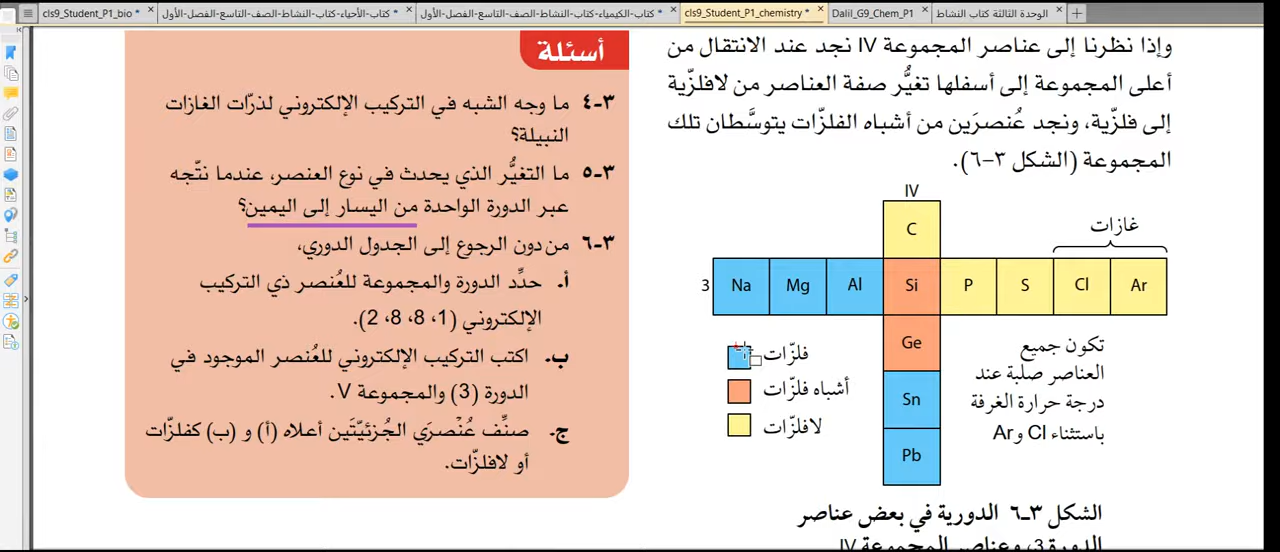 cls9_Student_P1_bio *
كتاب-الأحياء-كتاب-النشاط-الصف-التاسع-الفصل-الأول *
كتاب-الكيمياء-كتاب-النشاط-الصف-التاسع-الفصل-الأول *
cls9_Student_P1_chemistry *
Dalil_G9_Chem_P1
الوحدة الثالثة كتاب النشاط
وإذا نظرنا إلى عناصر المجموعة IV نجد عند الانتقال من
أعلى المجموعة إلى أسفلها تغيُّر صفة العناصر من لافلزّية
إلى فلزّية، ونجد عُنصرَين من أشباه الفلزّات يتوسَّطان تلك
المجموعة (الشكل ٣-٦).
IV
C
غازات
3 Na Mg Al Si P S Cl Ar
Ge
Sn
Pb
فلزّات
أشباه فلزّات
لافلزّات
تكون جميع
العناصر صلبة عند
درجة حرارة الغرفة
باستثناء Cl وAr
الشكل ٣-٦ الدورية في بعض عناصر
الدورة 3، وعناصر المجموعة IV
أسئلة
٣-٤ ما وجه الشبه في التركيب الإلكتروني لذرّات الغازات
النبيلة؟
٣-٥ ما التغيُّر الذي يحدث في نوع العنصر، عندما نتّجه
عبر الدورة الواحدة من اليسار إلى اليمين؟
٣-٦ من دون الرجوع إلى الجدول الدوري،
أ. حدِّد الدورة والمجموعة للعُنصر ذي التركيب
الإلكتروني (2، 8، 8، 1).
ب. اكتب التركيب الإلكتروني للعُنصر الموجود في
الدورة (3) والمجموعة V.
ج. صنِّف عُنْصرَي الجُزئيّتَين أعلاه (أ) و (ب) كفلزّات
أو لافلزّات.